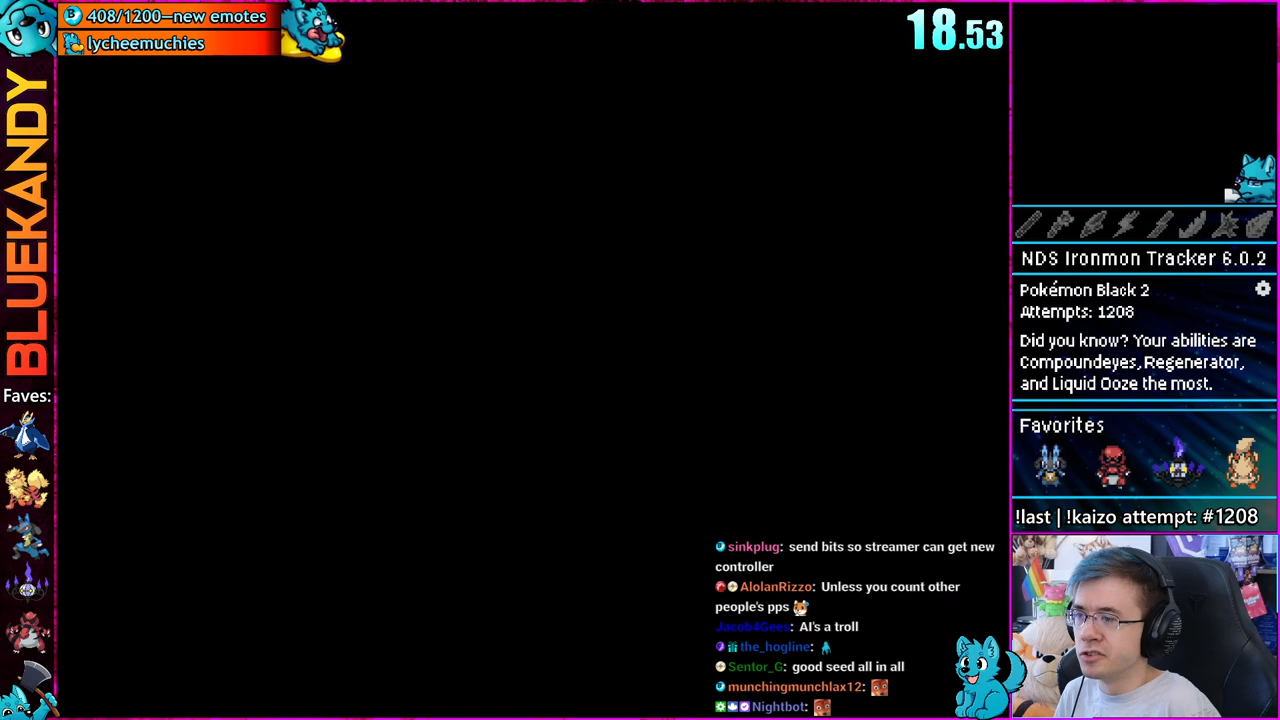 408/1200—new emotes
lycheemuchies
18.53
BLUEKANDY
Faves:
NDS Ironmon Tracker 6.0.2
Pokémon Black 2
Attempts: 1208
Did you know? Your abilities are
Compoundeyes, Regenerator,
and Liquid Ooze the most.
Favorites
!last | !kaizo attempt: #1208
sinkplug: send bits so streamer can get new
controller
AlolanRizzo: Unless you count other
people's pps
Jacob4Gees: AI's a troll
the_hogline:
Sentor_G: good seed all in all
munchingmunchlax12:
Nightbot: